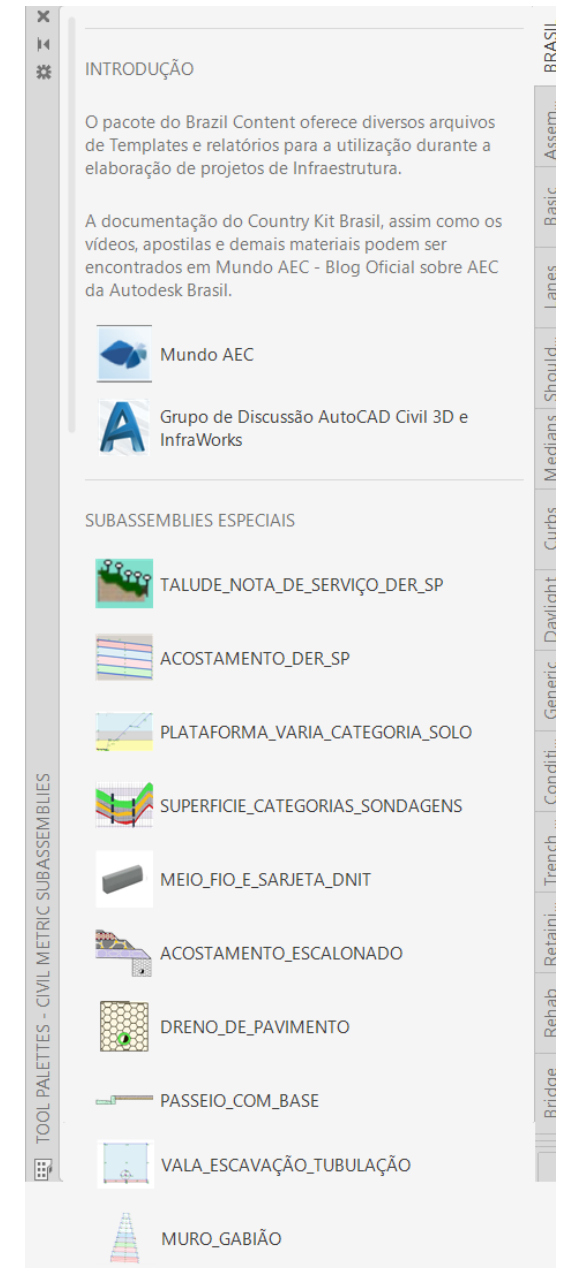 INTRODUÇÃO
O pacote do Brazil Content oferece diversos arquivos
de Templates e relatórios para a utilização durante a
elaboração de projetos de Infraestrutura.
A documentação do Country Kit Brasil, assim como os
vídeos, apostilas e demais materiais podem ser
encontrados em Mundo AEC - Blog Oficial sobre AEC
da Autodesk Brasil.
Mundo AEC
Grupo de Discussão AutoCAD Civil 3D e
InfraWorks
SUBASSEMBLIES ESPECIAIS
TALUDE_NOTA_DE_SERVIÇO_DER_SP
ACOSTAMENTO_DER_SP
PLATAFORMA_VARIA_CATEGORIA_SOLO
SUPERFICIE_CATEGORIAS_SONDAGENS
MEIO_FIO_E_SARJETA_DNIT
ACOSTAMENTO_ESCALONADO
DRENO_DE_PAVIMENTO
PASSEIO_COM_BASE
VALA_ESCAVAÇÃO_TUBULAÇÃO
MURO_GABIÃO
TOOL PALETTES - CIVIL METRIC SUBASSEMBLIES
BRASIL
Assem...
Basic
Lanes
Should...
Medians
Curbs
Daylight
Generic
Conditi...
Trench ...
Retaini...
Rehab
Bridge